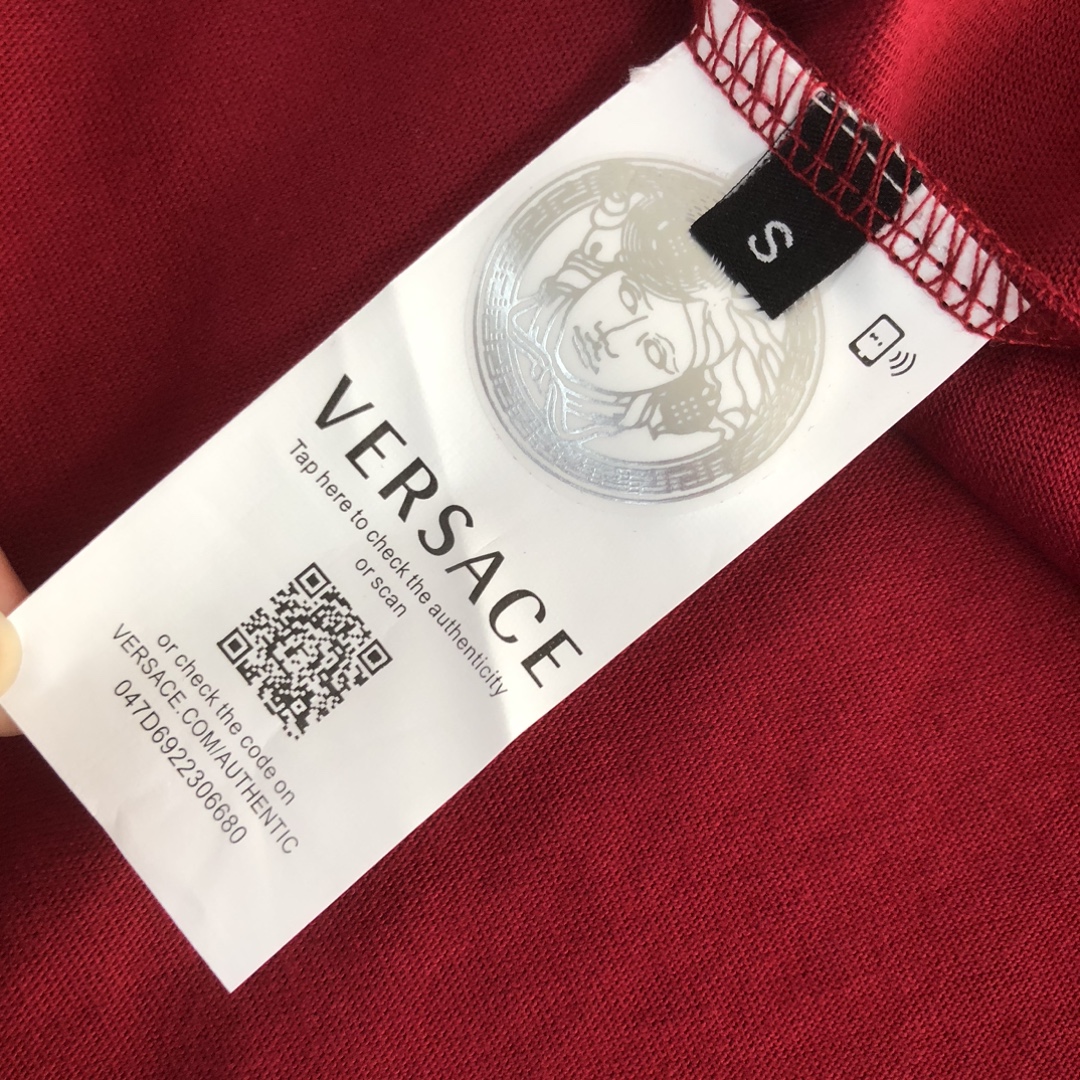 S
VERSACE
Tap here to check the authenticity
or scan
or check the code on
VERSACE.COM/AUTHENTIC
047D6922306680